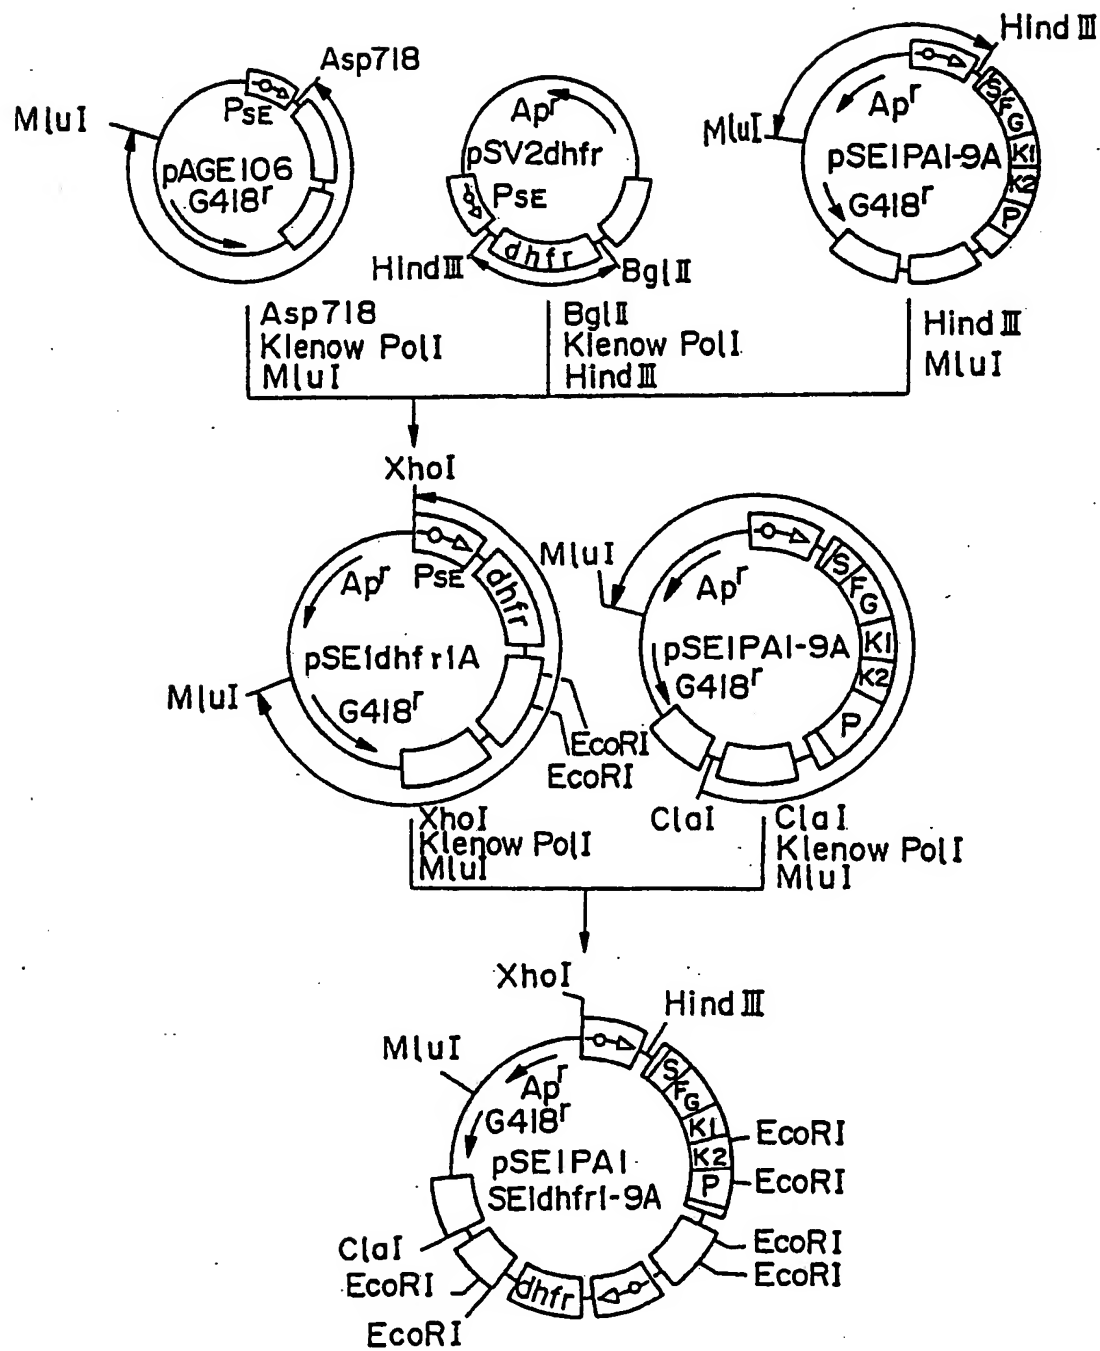 Asp718
PSE
MluI
pAGE106
G418r
Apr
pSV2dhfr
PSE
dhfr
HindⅢ
BglⅡ
HindⅢ
Apr
MluI
pSE1PA1-9A
G418r
S
F
G
K1
K2
P
Asp718
Klenow PolI
MluI
BglⅡ
Klenow PolI
HindⅢ
HindⅢ
MluI
XhoI
Apr
PSE
dhfr
pSE1dhfr1A
MluI
G418r
EcoRI
EcoRI
MluI
Apr
pSE1PA1-9A
G418r
S
F
G
K1
K2
P
ClaI
XhoI
Klenow PolI
MluI
ClaI
Klenow PolI
MluI
XhoI
HindⅢ
MluI
Apr
G418r
pSE1PA1
SE1dhfr1-9A
S
F
G
K1
K2
P
EcoRI
EcoRI
EcoRI
EcoRI
ClaI
EcoRI
EcoRI
dhfr